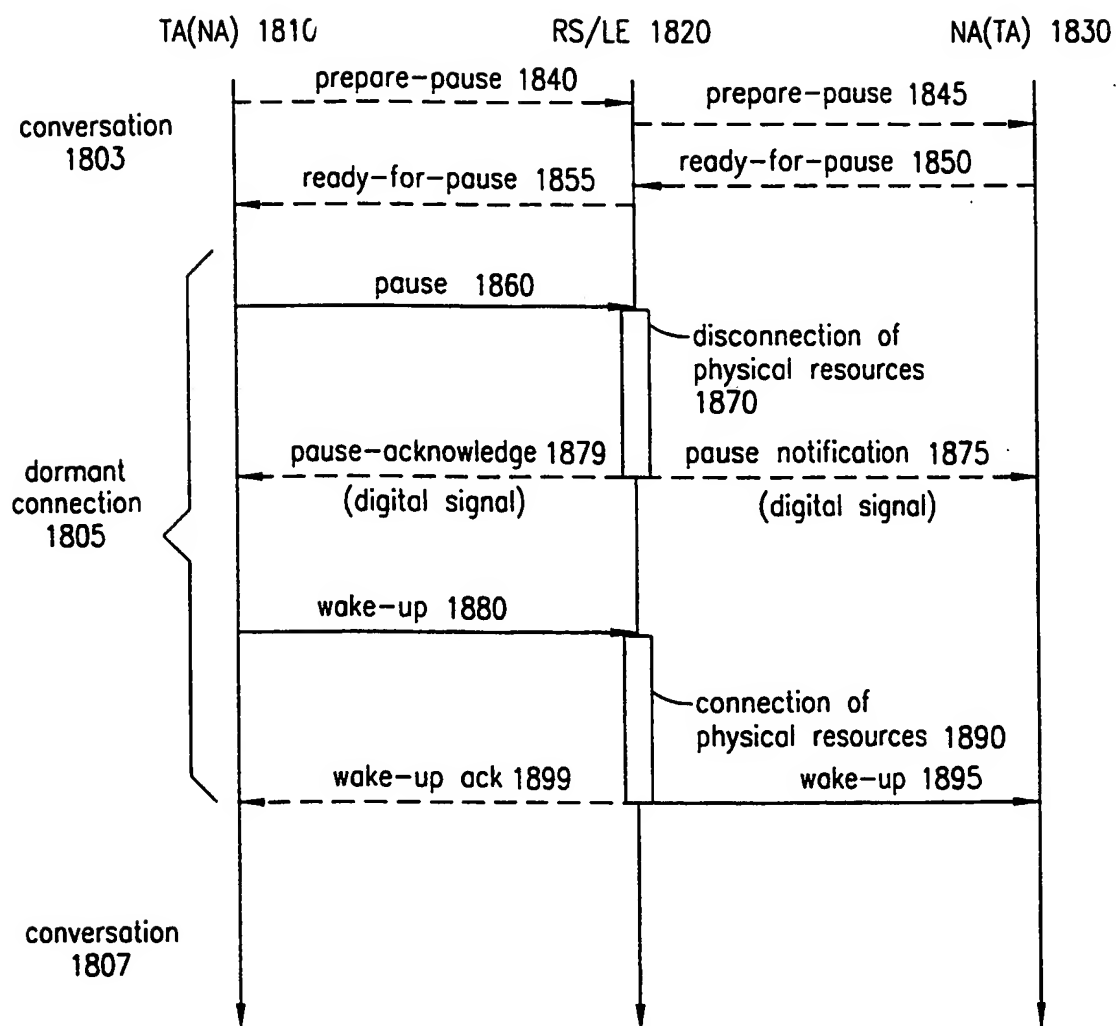 TA(NA) 1810 RS/LE 1820 NA(TA) 1830
prepare-pause 1840
prepare-pause 1845
conversation
1803
ready-for-pause 1850
ready-for-pause 1855
pause 1860
disconnection of
physical resources
1870
pause-acknowledge 1879
pause notification 1875
(digital signal)
(digital signal)
dormant
connection
1805
wake-up 1880
connection of
physical resources 1890
wake-up ack 1899
wake-up 1895
conversation
1807